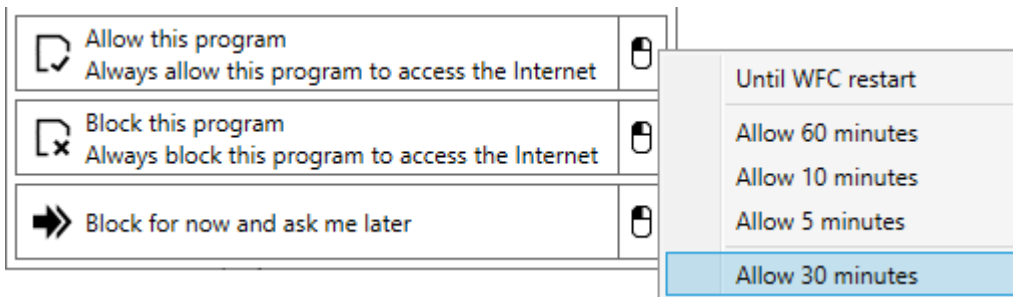 Allow this program
Always allow this program to access the Internet
Block this program
Always block this program to access the Internet
Block for now and ask me later
Until WFC restart
Allow 60 minutes
Allow 10 minutes
Allow 5 minutes
Allow 30 minutes